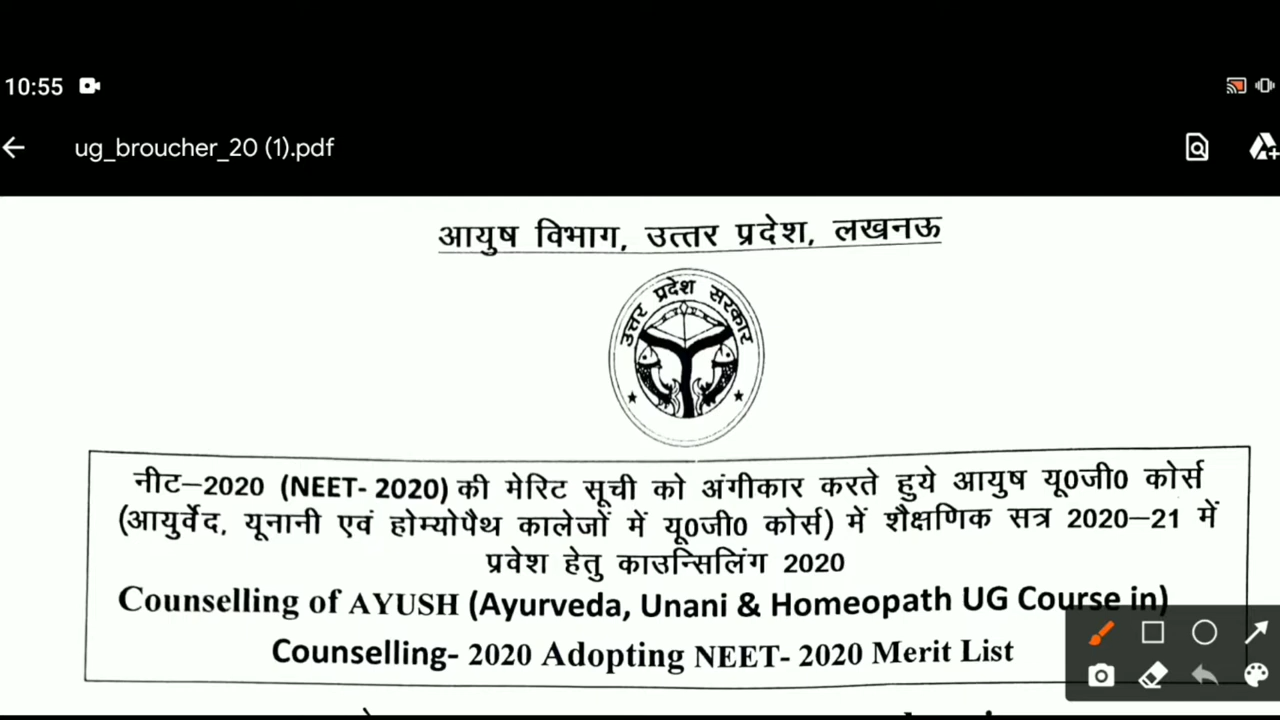 10:55
ug_broucher_20 (1).pdf
आयुष विभाग, उत्तर प्रदेश, लखनऊ
उत्तर प्रदेश सरकार
नीट–2020 (NEET- 2020) की मेरिट सूची को अंगीकार करते हुये आयुष यू0जी0 कोर्स
(आयुर्वेद, यूनानी एवं होम्योपैथ कालेजों में यू0जी0 कोर्स) में शैक्षणिक सत्र 2020–21 में
प्रवेश हेतु काउन्सिलिंग 2020
Counselling of AYUSH (Ayurveda, Unani & Homeopath UG Course in)
Counselling- 2020 Adopting NEET- 2020 Merit List